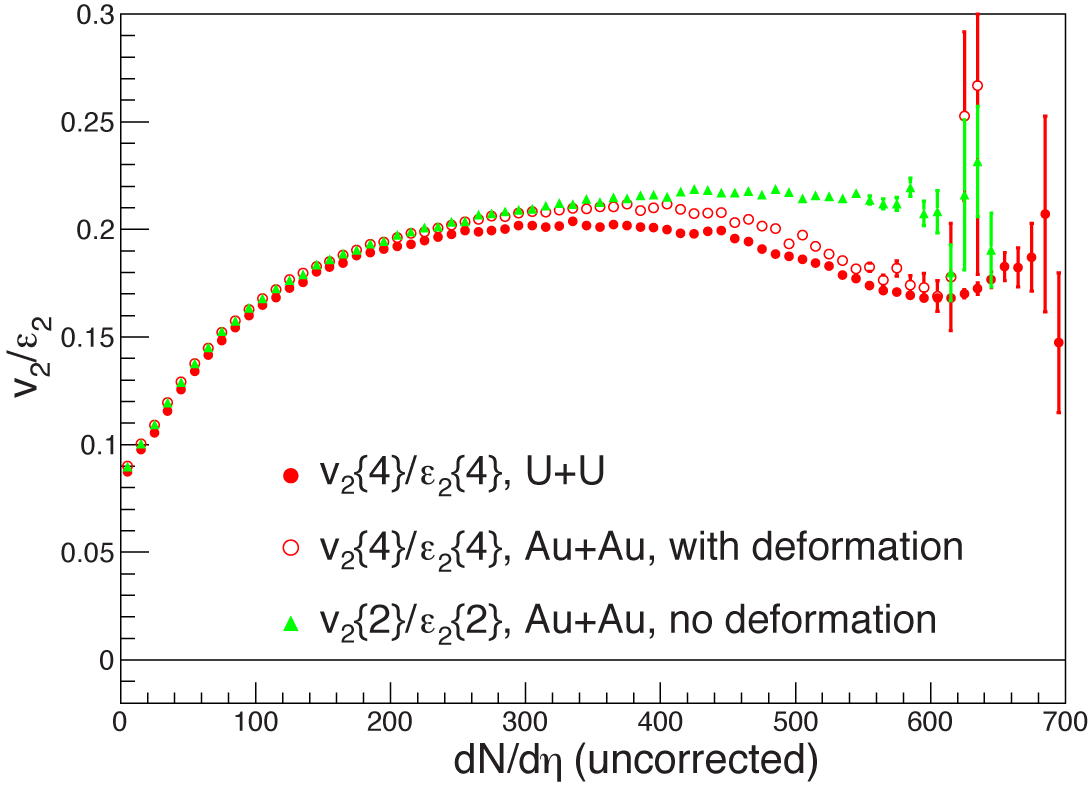 0.3
0.25
0.2
0.15
0.1
0.05
0
v₂/ε₂
v₂{4}/ε₂{4}, U+U
v₂{4}/ε₂{4}, Au+Au, with deformation
v₂{2}/ε₂{2}, Au+Au, no deformation
0 100 200 300 400 500 600 700
dN/dη (uncorrected)